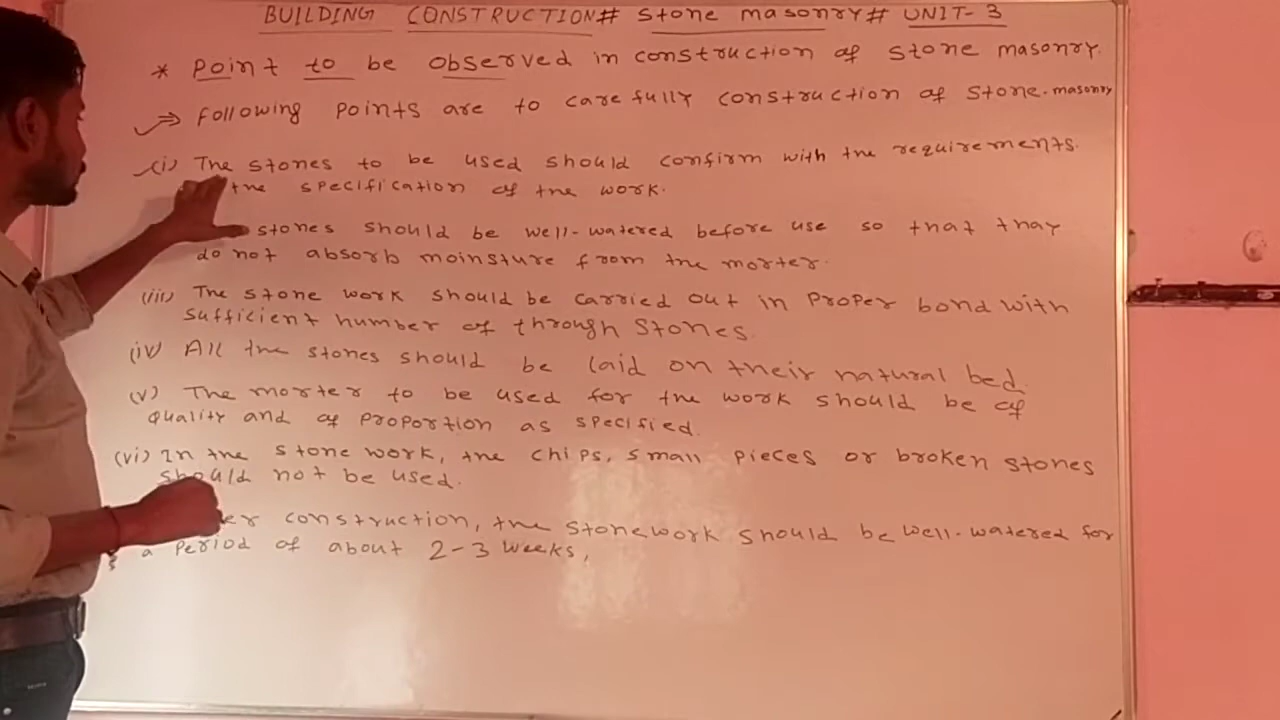 BUILDING CONSTRUCTION# Stone masonry# UNIT-3
* Point to be observed in construction of stone masonry.
⇒ Following points are to carefully construction of stone.masonry
(i) The stones to be used should confirm with the requirements.
the specification of the work.
stones should be well-watered before use so that thay
do not absorb moinsture from the morter.
(iii) The stone work should be carried out in proper bond with
sufficient number of through stones.
(iv) All the stones should be laid on their natural bed.
(v) The morter to be used for the work should be of
quality and of proportion as specified.
(vi) In the stone work, the chips, small pieces or broken stones
should not be used.
er construction, the stonework should be well-watered for
a period of about 2-3 weeks,